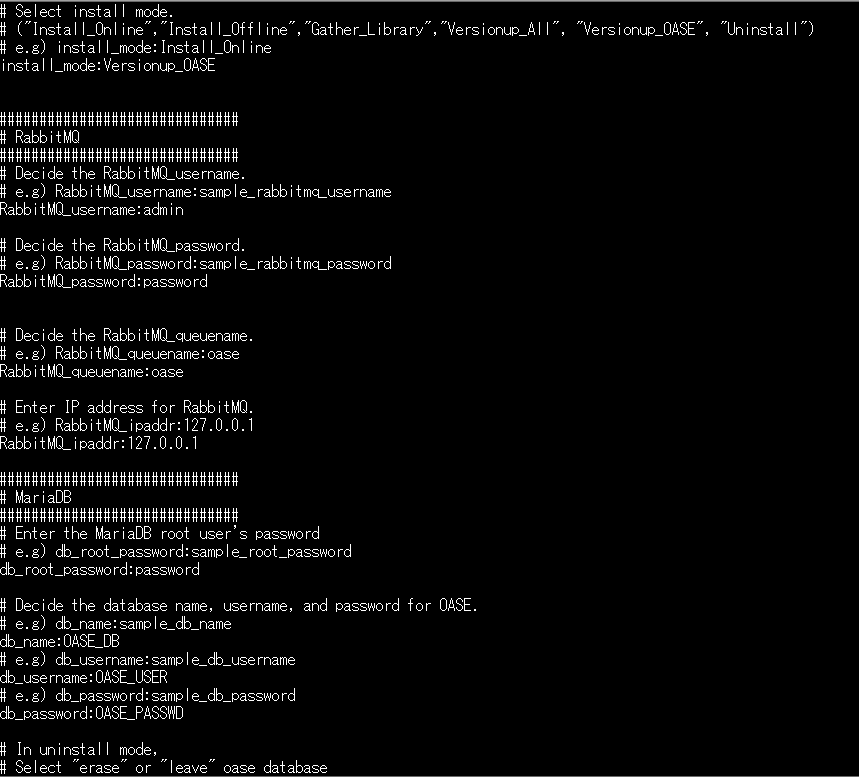 # Select install mode.
# ("Install_Online","Install_Offline","Gather_Library","Versionup_All", "Versionup_OASE", "Uninstall")
# e.g) install_mode:Install_Online
install_mode:Versionup_OASE
##############################
# RabbitMQ
##############################
# Decide the RabbitMQ_username.
# e.g) RabbitMQ_username:sample_rabbitmq_username
RabbitMQ_username:admin
# Decide the RabbitMQ_password.
# e.g) RabbitMQ_password:sample_rabbitmq_password
RabbitMQ_password:password
# Decide the RabbitMQ_queuename.
# e.g) RabbitMQ_queuename:oase
RabbitMQ_queuename:oase
# Enter IP address for RabbitMQ.
# e.g) RabbitMQ_ipaddr:127.0.0.1
RabbitMQ_ipaddr:127.0.0.1
##############################
# MariaDB
##############################
# Enter the MariaDB root user's password
# e.g) db_root_password:sample_root_password
db_root_password:password
# Decide the database name, username, and password for OASE.
# e.g) db_name:sample_db_name
db_name:OASE_DB
# e.g) db_username:sample_db_username
db_username:OASE_USER
# e.g) db_password:sample_db_password
db_password:OASE_PASSWD
# In uninstall mode,
# Select "erase" or "leave" oase database